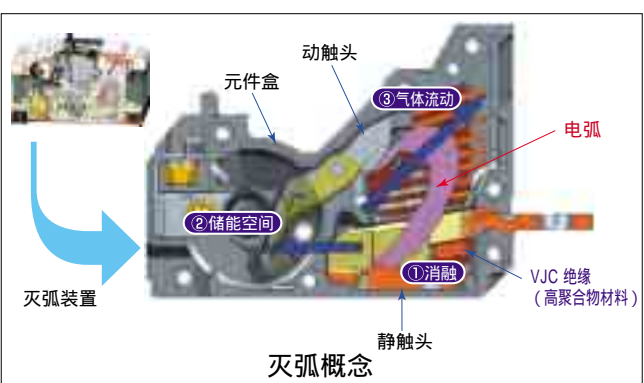 动触头
元件盒
③气体流动
电弧
②储能空间
①消融
VJC 绝缘
（高聚合物材料）
灭弧装置
静触头
灭弧概念